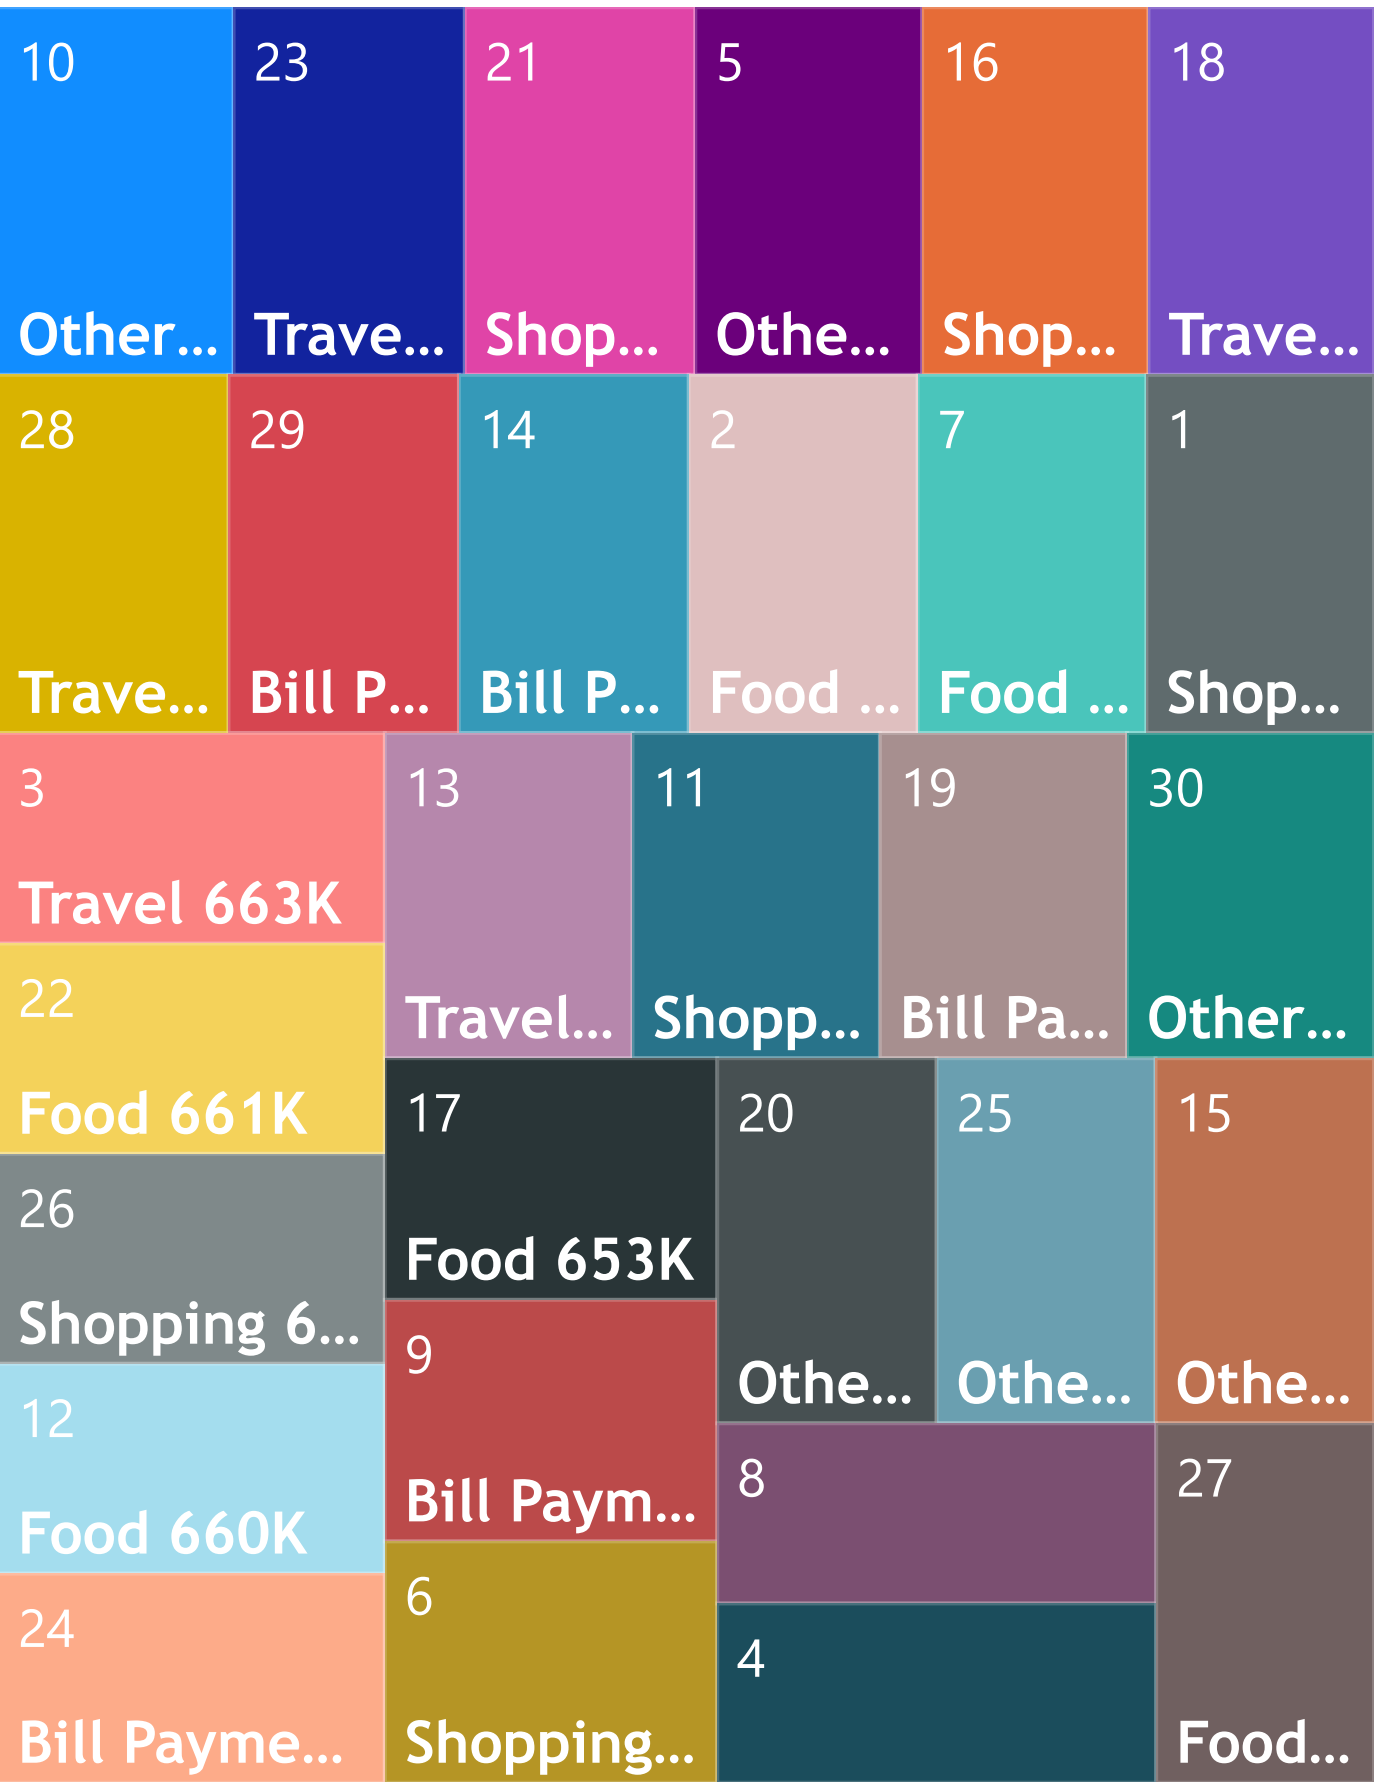 10
Other...
23
Trave...
21
Shop...
5
Othe...
16
Shop...
18
Trave...
28
Trave...
29
Bill P...
14
Bill P...
2
Food ...
7
Food ...
1
Shop...
3
Travel 663K
22
Food 661K
26
Shopping 6...
12
Food 660K
24
Bill Payme...
13
Travel...
11
Shopp...
19
Bill Pa...
30
Other...
17
Food 653K
9
Bill Paym...
6
Shopping...
20
Othe...
25
Othe...
15
Othe...
8
4
27
Food...